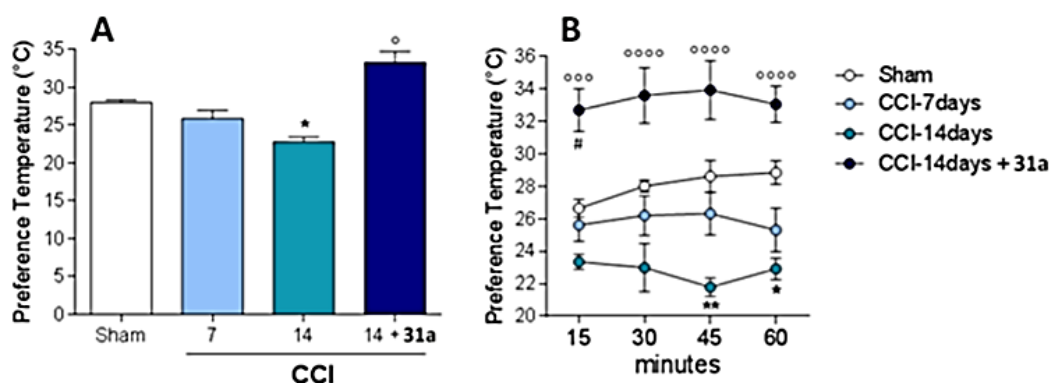 A
Preference Temperature (°C)
35
30
25
20
15
10
5
0
°
*
Sham
7
14
14 + 31a
CCI
B
Preference Temperature (°C)
36
34
32
30
28
26
24
22
20
°°°
°°°°
°°°°
°°°°
#
**
*
15
30
45
60
minutes
Sham
CCI-7days
CCI-14days
CCI-14days + 31a